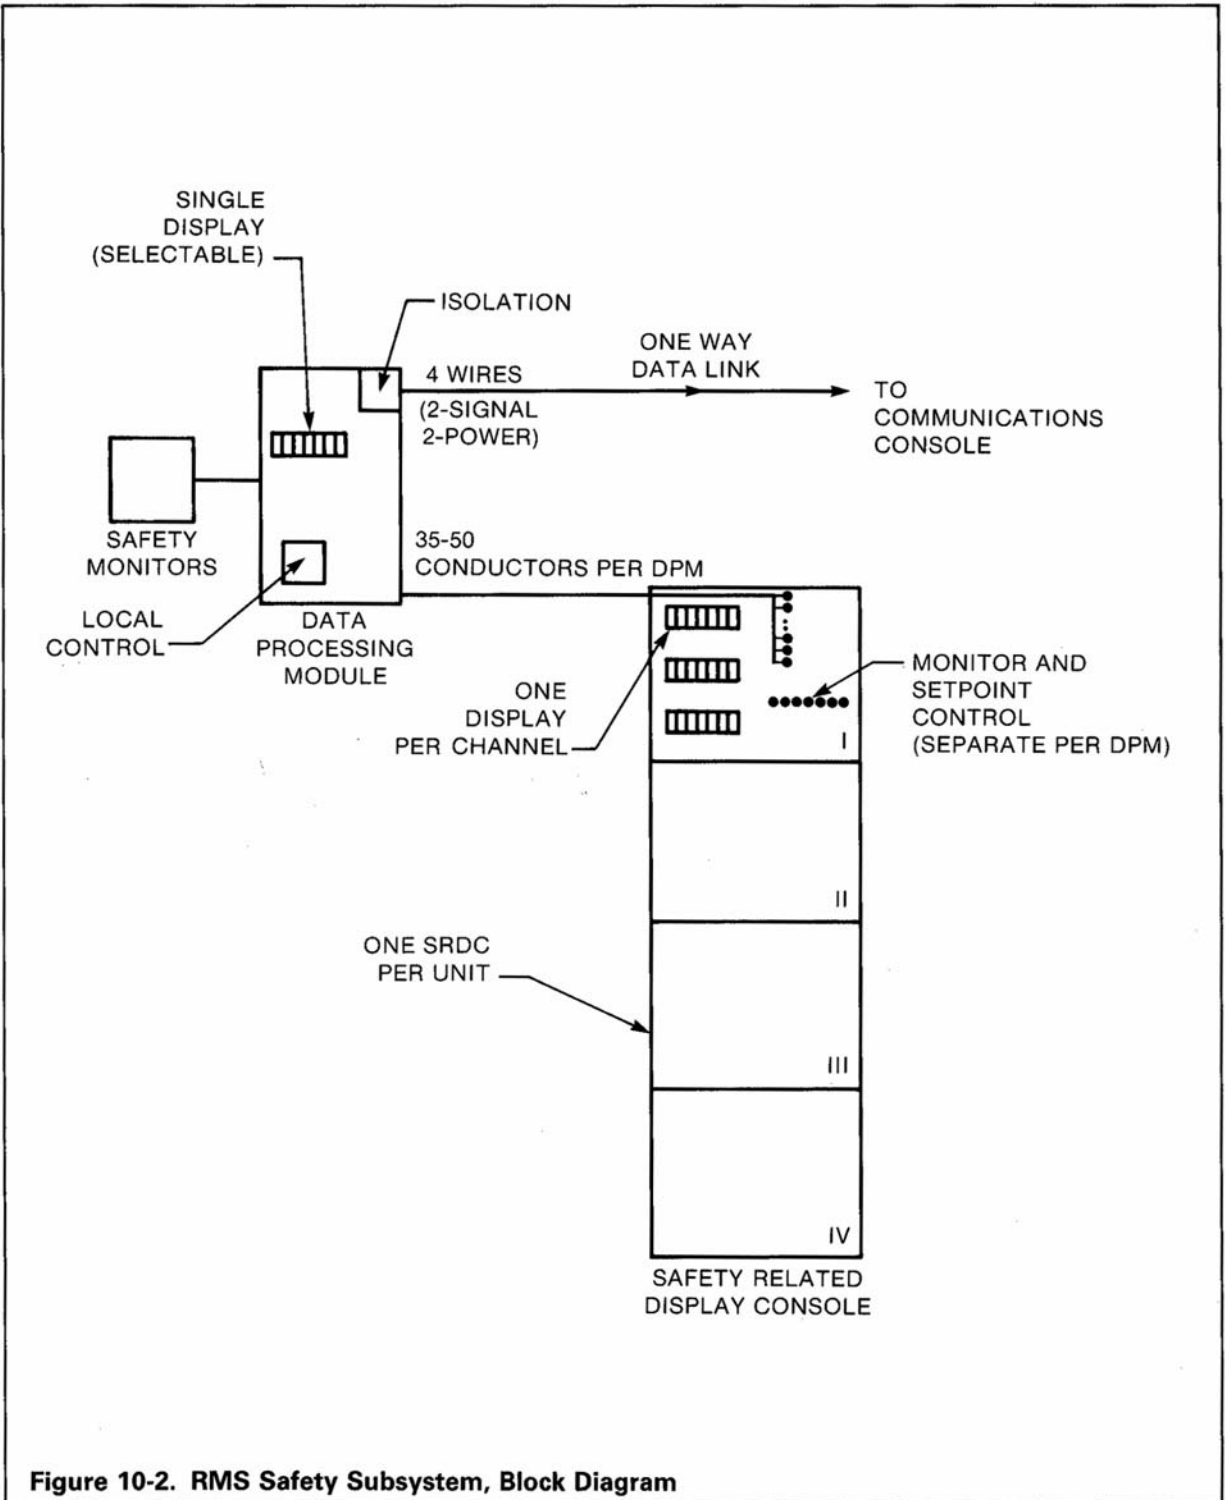 SINGLE
DISPLAY
(SELECTABLE)
ISOLATION
4 WIRES
(2-SIGNAL
2-POWER)
ONE WAY
DATA LINK
TO
COMMUNICATIONS
CONSOLE
SAFETY
MONITORS
LOCAL
CONTROL
DATA
PROCESSING
MODULE
35-50
CONDUCTORS PER DPM
ONE
DISPLAY
PER CHANNEL
MONITOR AND
SETPOINT
CONTROL
(SEPARATE PER DPM)
I
II
ONE SRDC
PER UNIT
III
IV
SAFETY RELATED
DISPLAY CONSOLE
Figure 10-2. RMS Safety Subsystem, Block Diagram